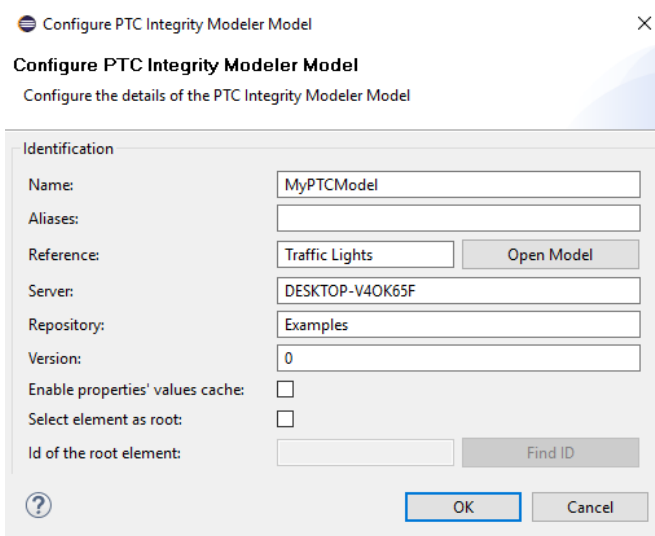 Configure PTC Integrity Modeler Model
Configure PTC Integrity Modeler Model
Configure the details of the PTC Integrity Modeler Model
Identification
Name: MyPTCModel
Aliases:
Reference: Traffic Lights Open Model
Server: DESKTOP-V4OK65F
Repository: Examples
Version: 0
Enable properties' values cache:
Select element as root:
Id of the root element: Find ID
? OK Cancel